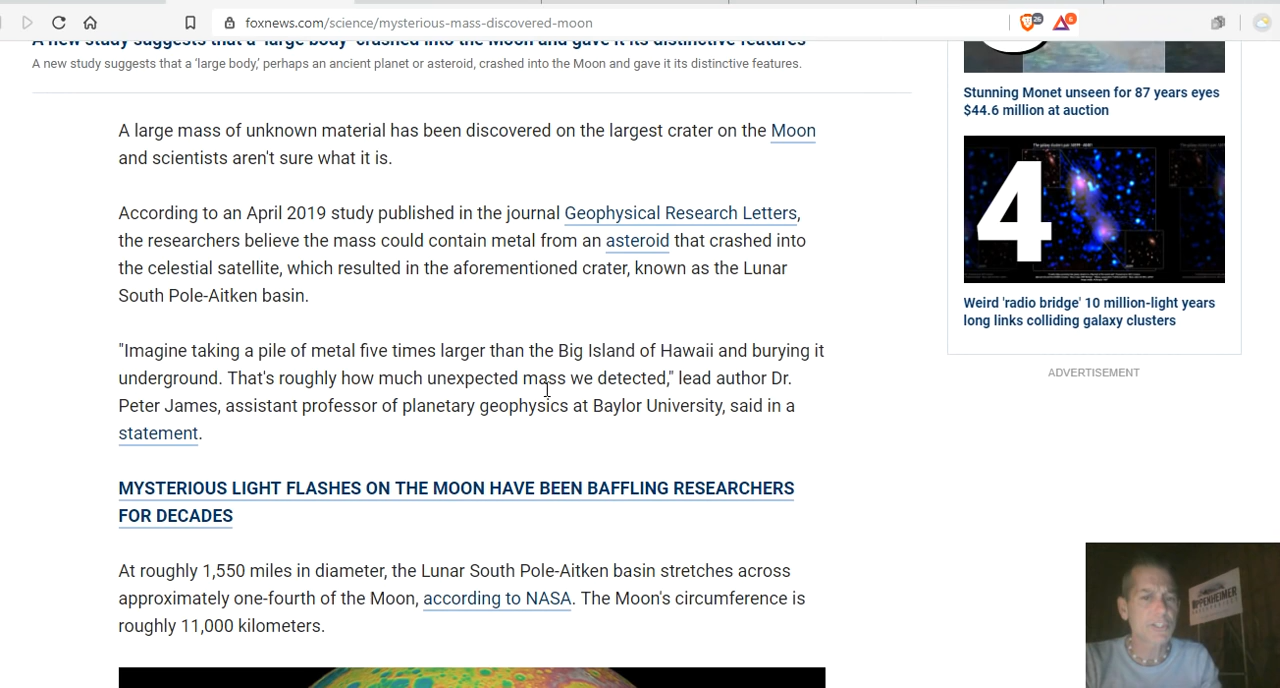 foxnews.com/science/mysterious-mass-discovered-moon
26
6
A new study suggests that a 'large body' crashed into the Moon and gave it its distinctive features
A new study suggests that a 'large body,' perhaps an ancient planet or asteroid, crashed into the Moon and gave it its distinctive features.
A large mass of unknown material has been discovered on the largest crater on the Moon
and scientists aren't sure what it is.
According to an April 2019 study published in the journal Geophysical Research Letters,
the researchers believe the mass could contain metal from an asteroid that crashed into
the celestial satellite, which resulted in the aforementioned crater, known as the Lunar
South Pole-Aitken basin.
"Imagine taking a pile of metal five times larger than the Big Island of Hawaii and burying it
underground. That's roughly how much unexpected mass we detected," lead author Dr.
Peter James, assistant professor of planetary geophysics at Baylor University, said in a
statement.
MYSTERIOUS LIGHT FLASHES ON THE MOON HAVE BEEN BAFFLING RESEARCHERS
FOR DECADES
At roughly 1,550 miles in diameter, the Lunar South Pole-Aitken basin stretches across
approximately one-fourth of the Moon, according to NASA. The Moon's circumference is
roughly 11,000 kilometers.
Stunning Monet unseen for 87 years eyes
$44.6 million at auction
4
Weird 'radio bridge' 10 million-light years
long links colliding galaxy clusters
ADVERTISEMENT
OPPENHEIMER